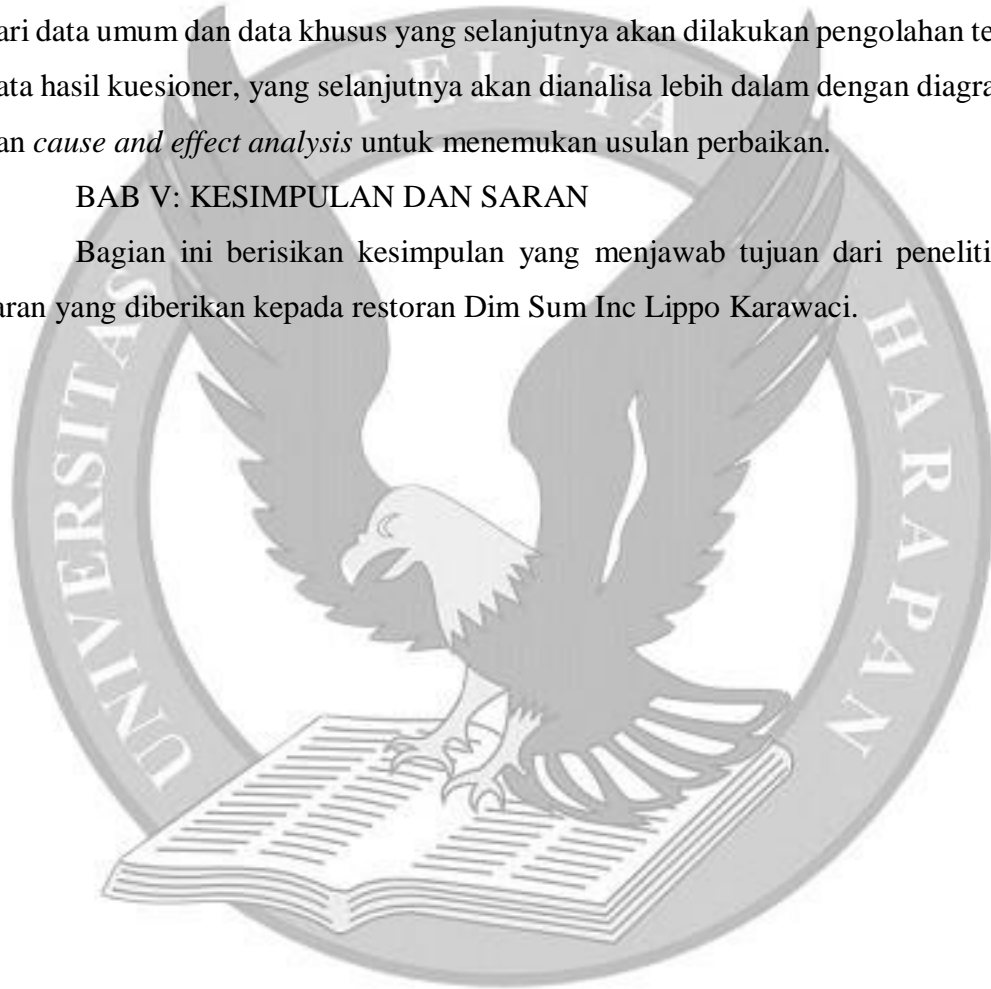 ari data umum dan data khusus yang selanjutnya akan dilakukan pengolahan te
ata hasil kuesioner, yang selanjutnya akan dianalisa lebih dalam dengan diagra
an cause and effect analysis untuk menemukan usulan perbaikan.
BAB V: KESIMPULAN DAN SARAN
Bagian ini berisikan kesimpulan yang menjawab tujuan dari peneliti
aran yang diberikan kepada restoran Dim Sum Inc Lippo Karawaci.
UNIVERSITAS PELITA HARAPAN